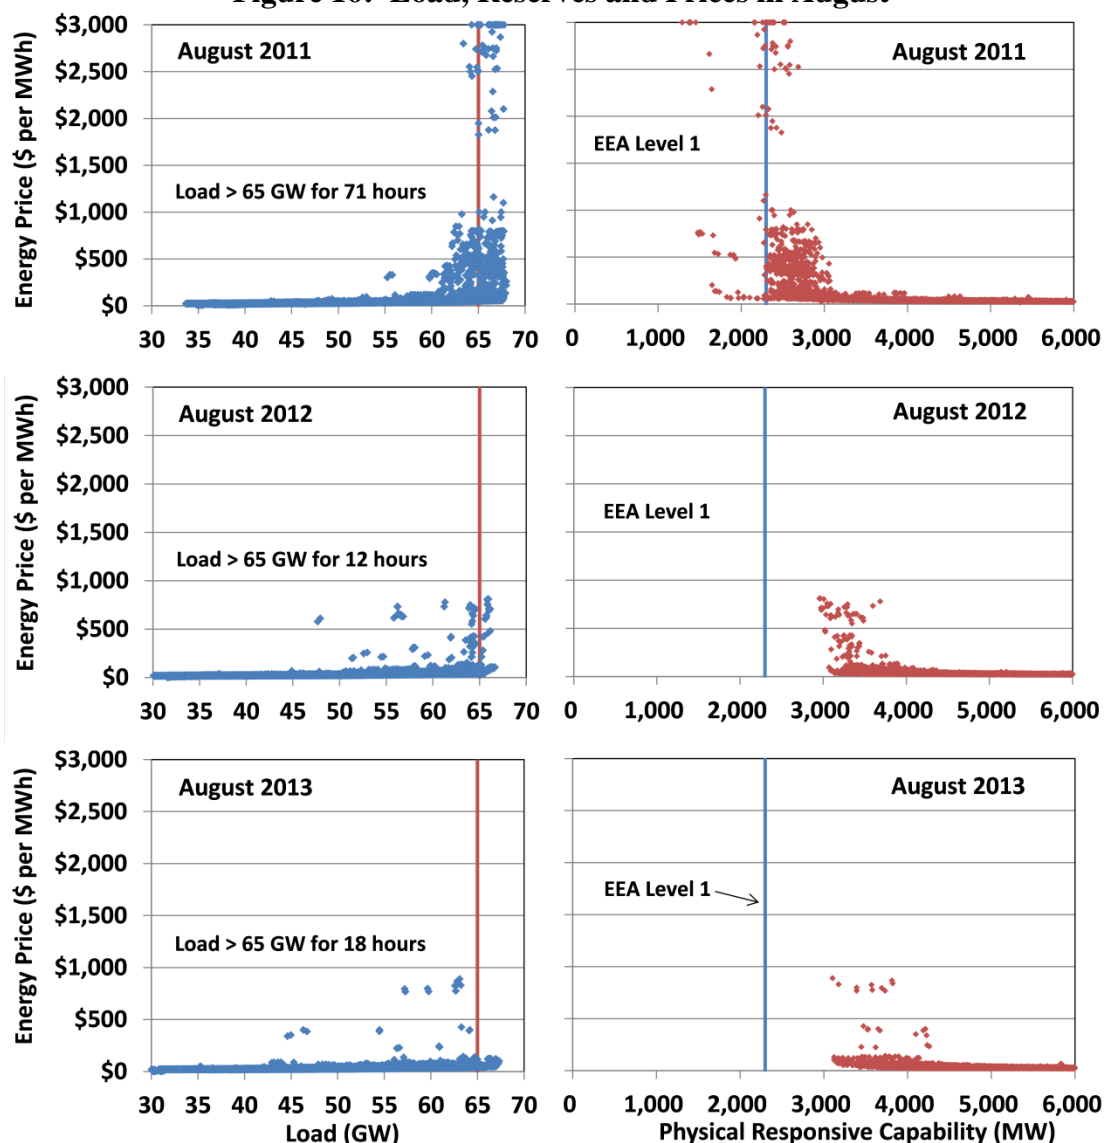 Figure 16: Load, Reserves and Prices in August
$3,000
$2,500
$2,000
$1,500
$1,000
$500
$0
Energy Price ($ per MWh)
August 2011
Load > 65 GW for 71 hours
30 35 40 45 50 55 60 65 70
August 2011
EEA Level 1
0 1,000 2,000 3,000 4,000 5,000 6,000
$3,000
$2,500
$2,000
$1,500
$1,000
$500
$0
Energy Price ($ per MWh)
August 2012
Load > 65 GW for 12 hours
30 35 40 45 50 55 60 65 70
August 2012
EEA Level 1
0 1,000 2,000 3,000 4,000 5,000 6,000
$3,000
$2,500
$2,000
$1,500
$1,000
$500
$0
Energy Price ($ per MWh)
August 2013
Load > 65 GW for 18 hours
30 35 40 45 50 55 60 65 70
Load (GW)
August 2013
EEA Level 1
0 1,000 2,000 3,000 4,000 5,000 6,000
Physical Responsive Capability (MW)